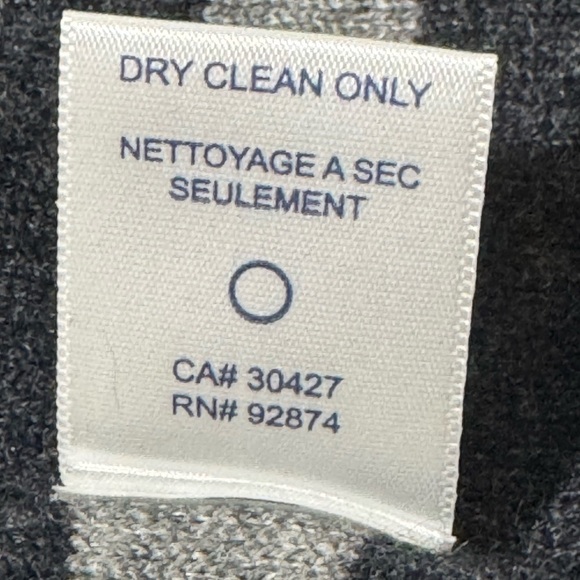 DRY CLEAN ONLY
NETTOYAGE A SEC
SEULEMENT
CA# 30427
RN# 92874